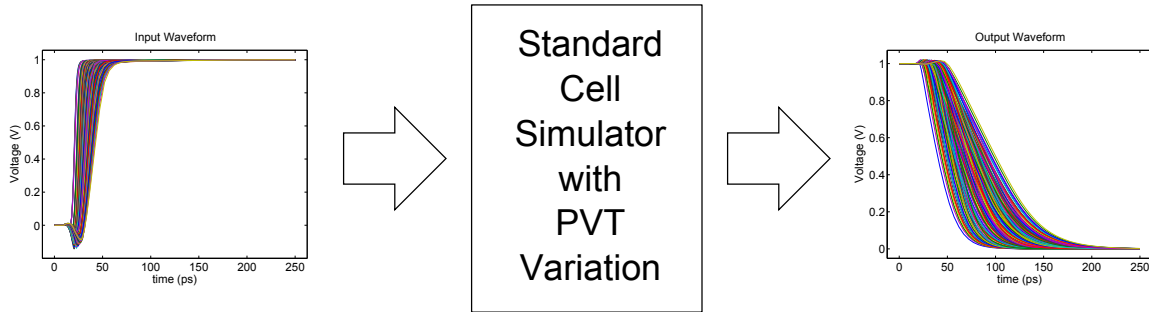 Input Waveform
1
0.8
0.6
0.4
0.2
0
Voltage (V)
0 50 100 150 200 250
time (ps)
Standard
Cell
Simulator
with
PVT
Variation
Output Waveform
1
0.8
0.6
0.4
0.2
0
Voltage (V)
0 50 100 150 200 250
time (ps)